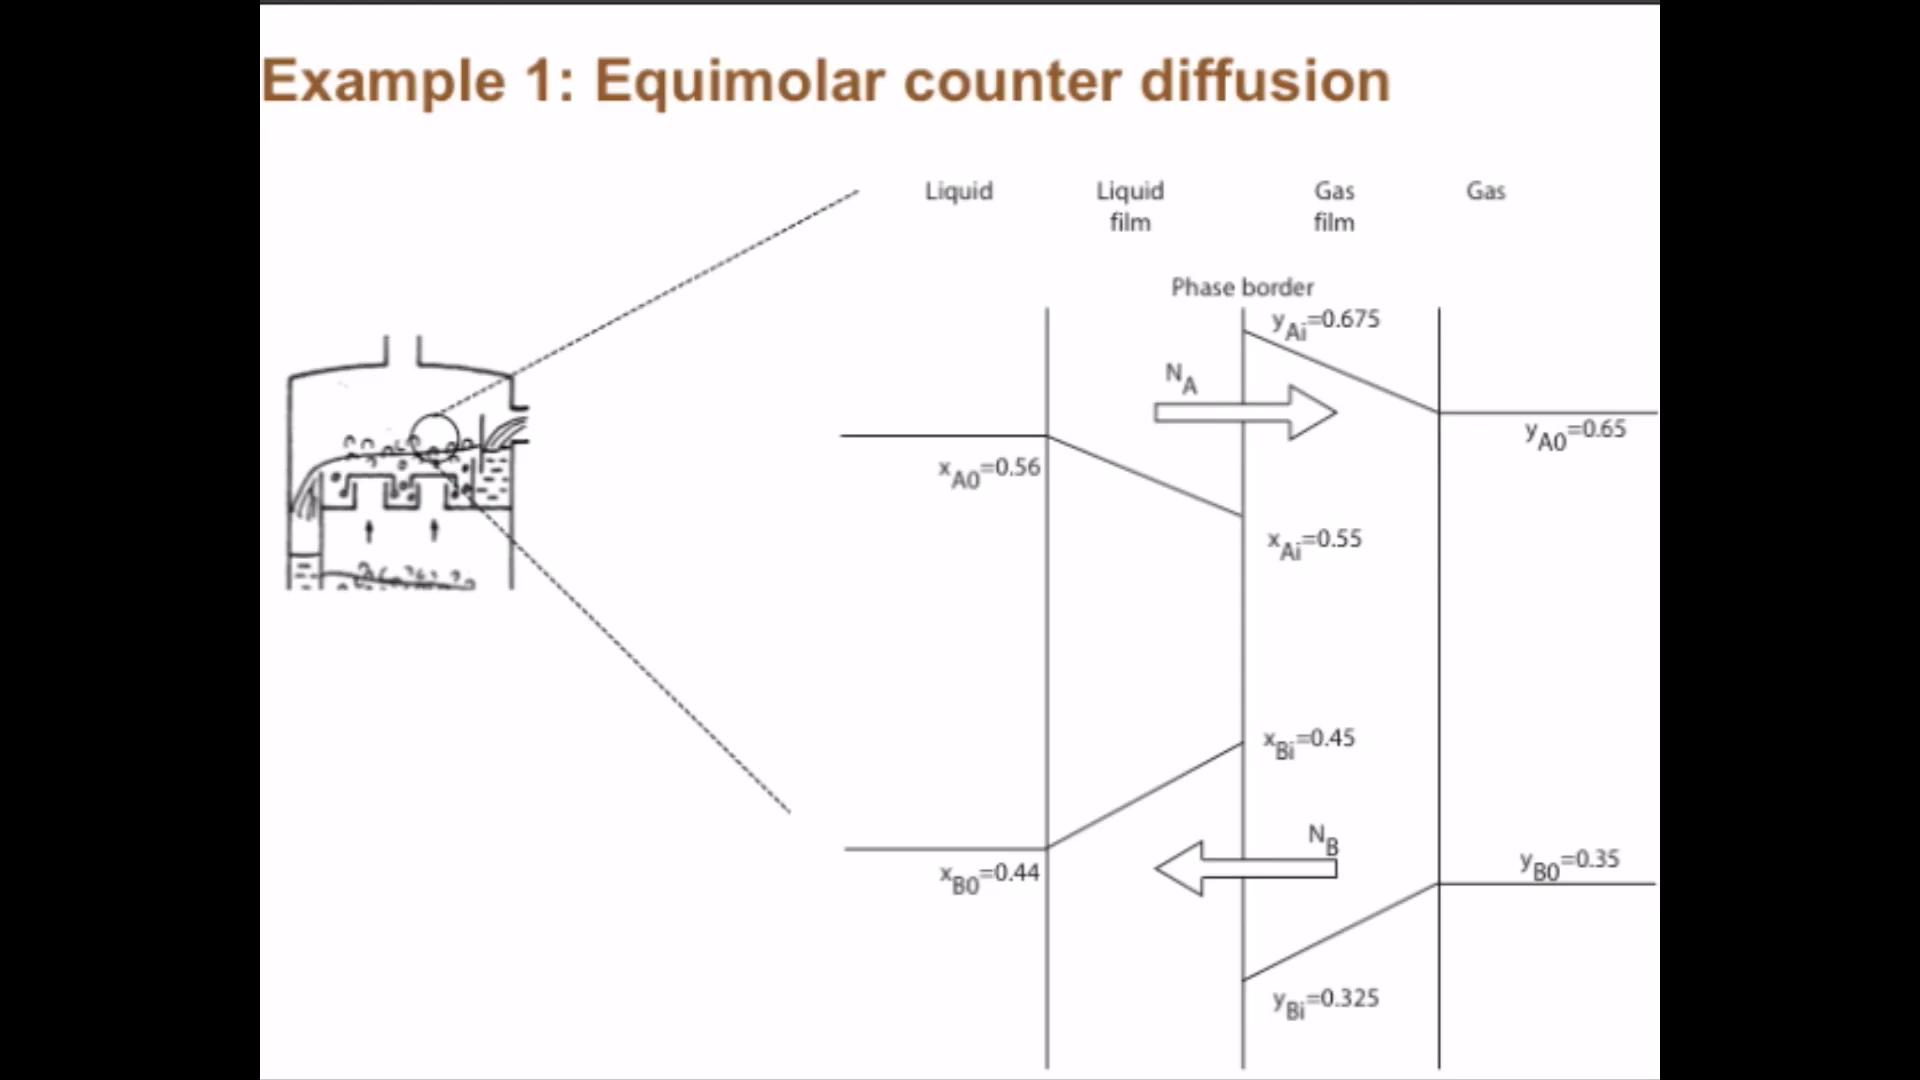 Example 1: Equimolar counter diffusion
Liquid
Liquid film
Gas film
Gas
Phase border
yAi=0.675
NA
yA0=0.65
xA0=0.56
xAi=0.55
xBi=0.45
NB
yB0=0.35
xB0=0.44
yBi=0.325